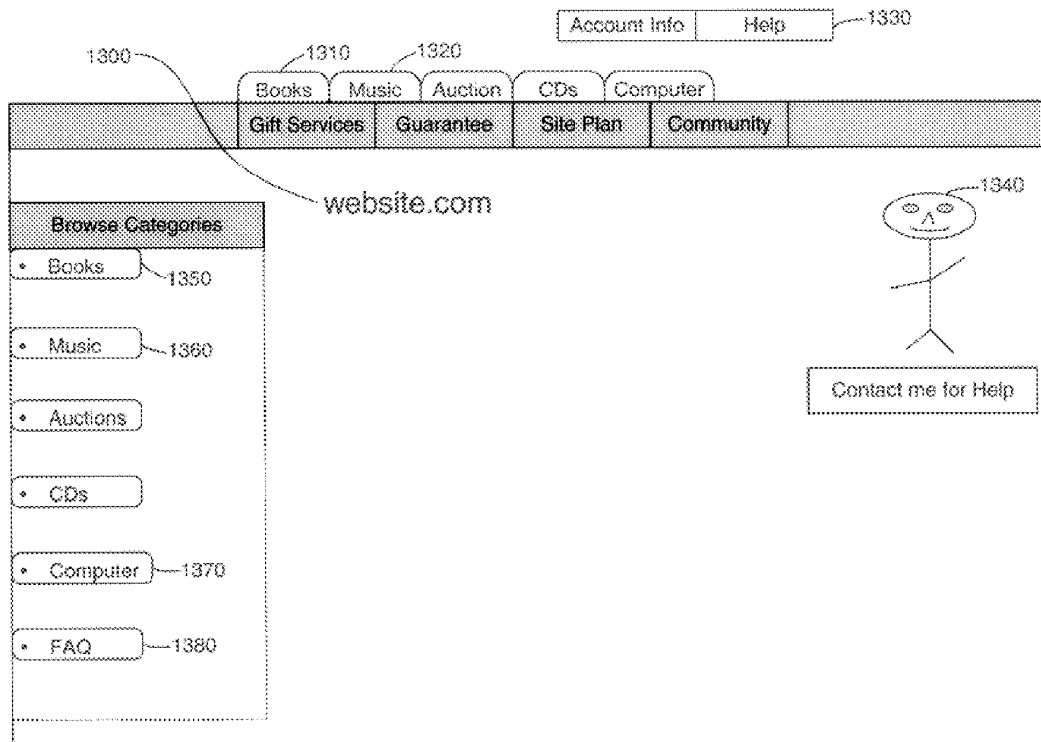 Account Info Help 1330
1300 1310 1320
Books Music Auction CDs Computer
Gift Services Guarantee Site Plan Community
1340
website.com
Browse Categories
• Books 1350
• Music 1360
Contact me for Help
• Auctions
• CDs
• Computer 1370
• FAQ 1380